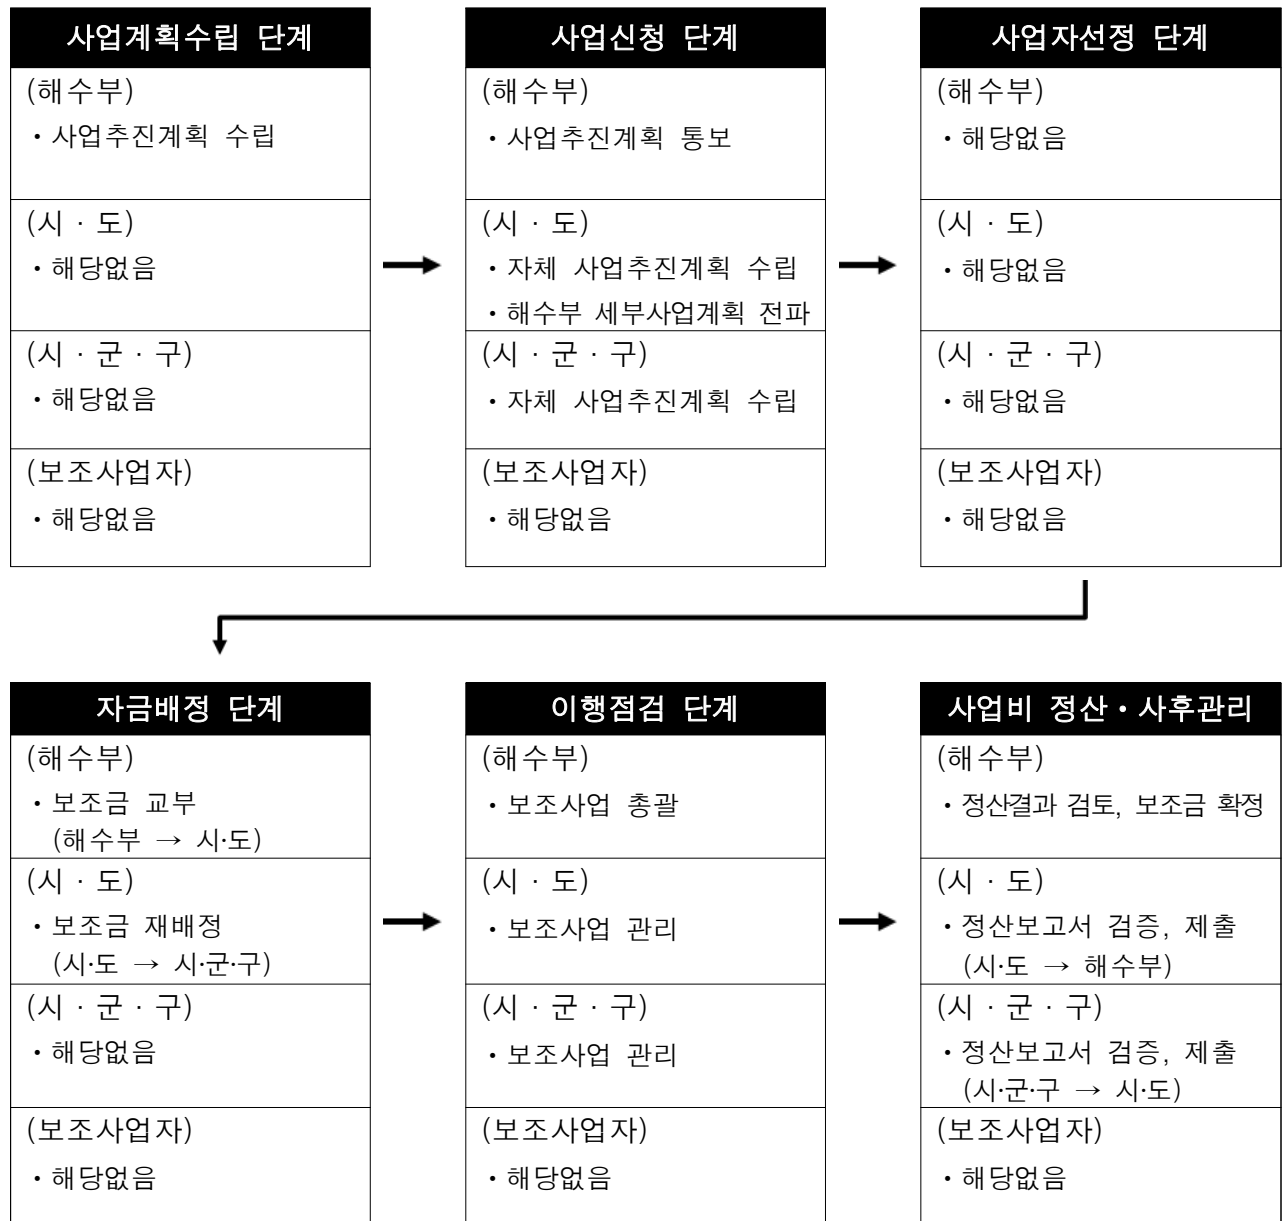 사업계획수립 단계
(해수부)
・사업추진계획 수립
(시 · 도)
・해당없음
(시 · 군 · 구)
・해당없음
(보조사업자)
・해당없음
사업신청 단계
(해수부)
・사업추진계획 통보
(시 · 도)
・자체 사업추진계획 수립
・해수부 세부사업계획 전파
(시 · 군 · 구)
・자체 사업추진계획 수립
(보조사업자)
・해당없음
사업자선정 단계
(해수부)
・해당없음
(시 · 도)
・해당없음
(시 · 군 · 구)
・해당없음
(보조사업자)
・해당없음
자금배정 단계
(해수부)
・보조금 교부
(해수부 → 시·도)
(시 · 도)
・보조금 재배정
(시·도 → 시·군·구)
(시 · 군 · 구)
・해당없음
(보조사업자)
・해당없음
이행점검 단계
(해수부)
・보조사업 총괄
(시 · 도)
・보조사업 관리
(시 · 군 · 구)
・보조사업 관리
(보조사업자)
・해당없음
사업비 정산・사후관리
(해수부)
・정산결과 검토, 보조금 확정
(시 · 도)
・정산보고서 검증, 제출
(시·도 → 해수부)
(시 · 군 · 구)
・정산보고서 검증, 제출
(시·군·구 → 시·도)
(보조사업자)
・해당없음